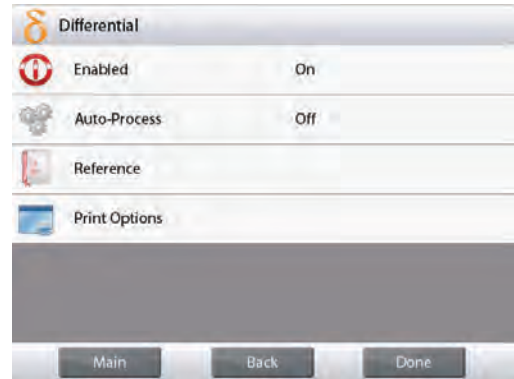 δ Differential
Enabled On
Auto-Process Off
Reference
Print Options
Main Back Done